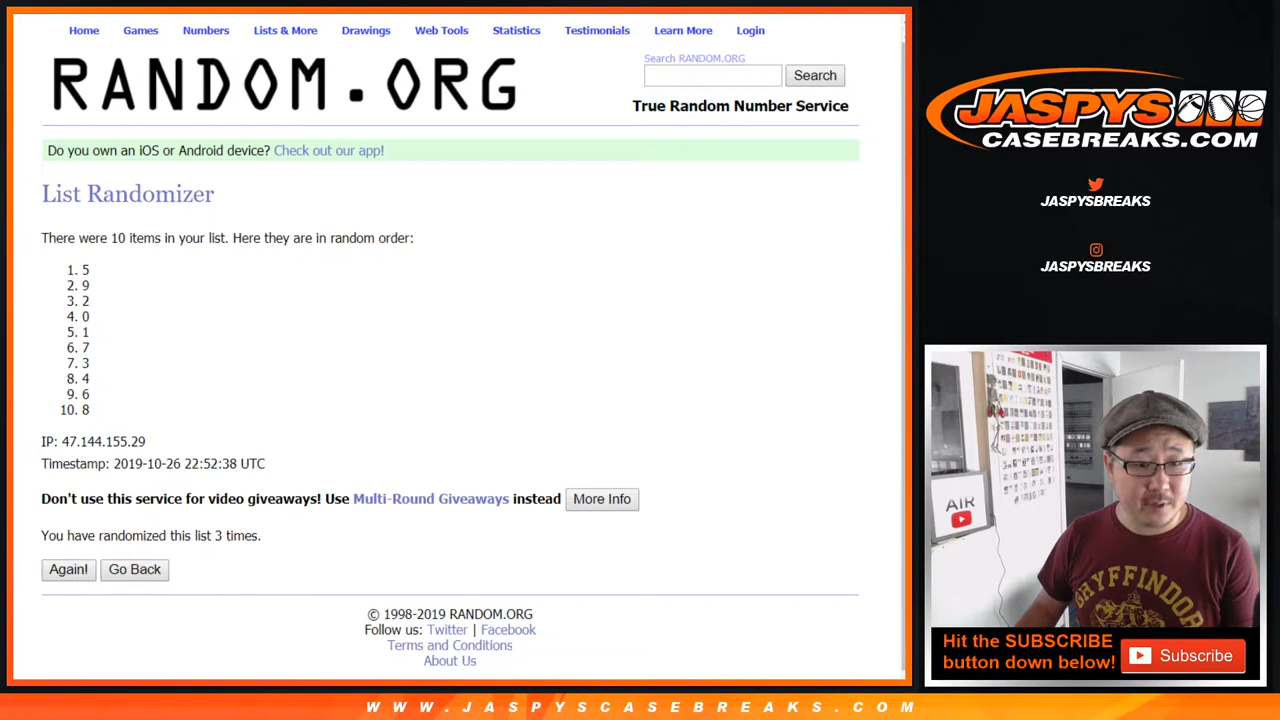 Home Games Numbers Lists & More Drawings Web Tools Statistics Testimonials Learn More Login
RANDOM.ORG
Search RANDOM.ORG
Search
True Random Number Service
Do you own an iOS or Android device? Check out our app!
List Randomizer
There were 10 items in your list. Here they are in random order:
1. 5
2. 9
3. 2
4. 0
5. 1
6. 7
7. 3
8. 4
9. 6
10. 8
IP: 47.144.155.29
Timestamp: 2019-10-26 22:52:38 UTC
Don't use this service for video giveaways! Use Multi-Round Giveaways instead More Info
You have randomized this list 3 times.
Again! Go Back
© 1998-2019 RANDOM.ORG
Follow us: Twitter | Facebook
Terms and Conditions
About Us
JASPYS
CASEBREAKS.COM
JASPYSBREAKS
JASPYSBREAKS
AIR
GRYFFINDOR
Hit the SUBSCRIBE
button down below!
Subscribe
WWW.JASPYSCASEBREAKS.COM